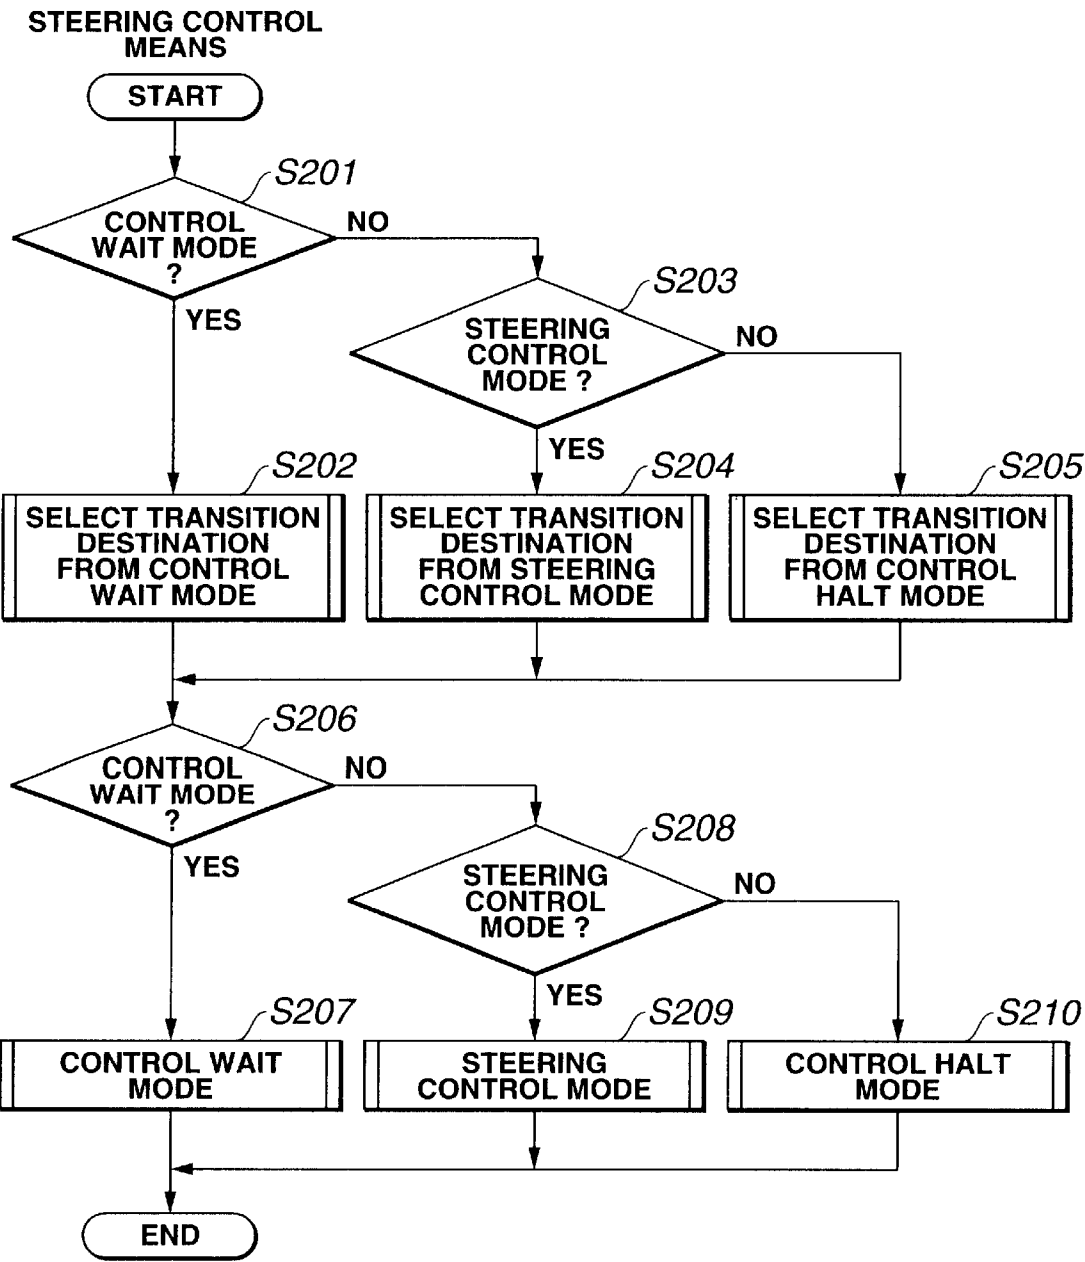 STEERING CONTROL
MEANS
START
S201
CONTROL
WAIT MODE
?
NO
YES
S203
STEERING
CONTROL
MODE ?
NO
YES
S202
SELECT TRANSITION
DESTINATION
FROM CONTROL
WAIT MODE
S204
SELECT TRANSITION
DESTINATION
FROM STEERING
CONTROL MODE
S205
SELECT TRANSITION
DESTINATION
FROM CONTROL
HALT MODE
S206
CONTROL
WAIT MODE
?
NO
YES
S208
STEERING
CONTROL
MODE ?
NO
YES
S207
CONTROL WAIT
MODE
S209
STEERING
CONTROL MODE
S210
CONTROL HALT
MODE
END